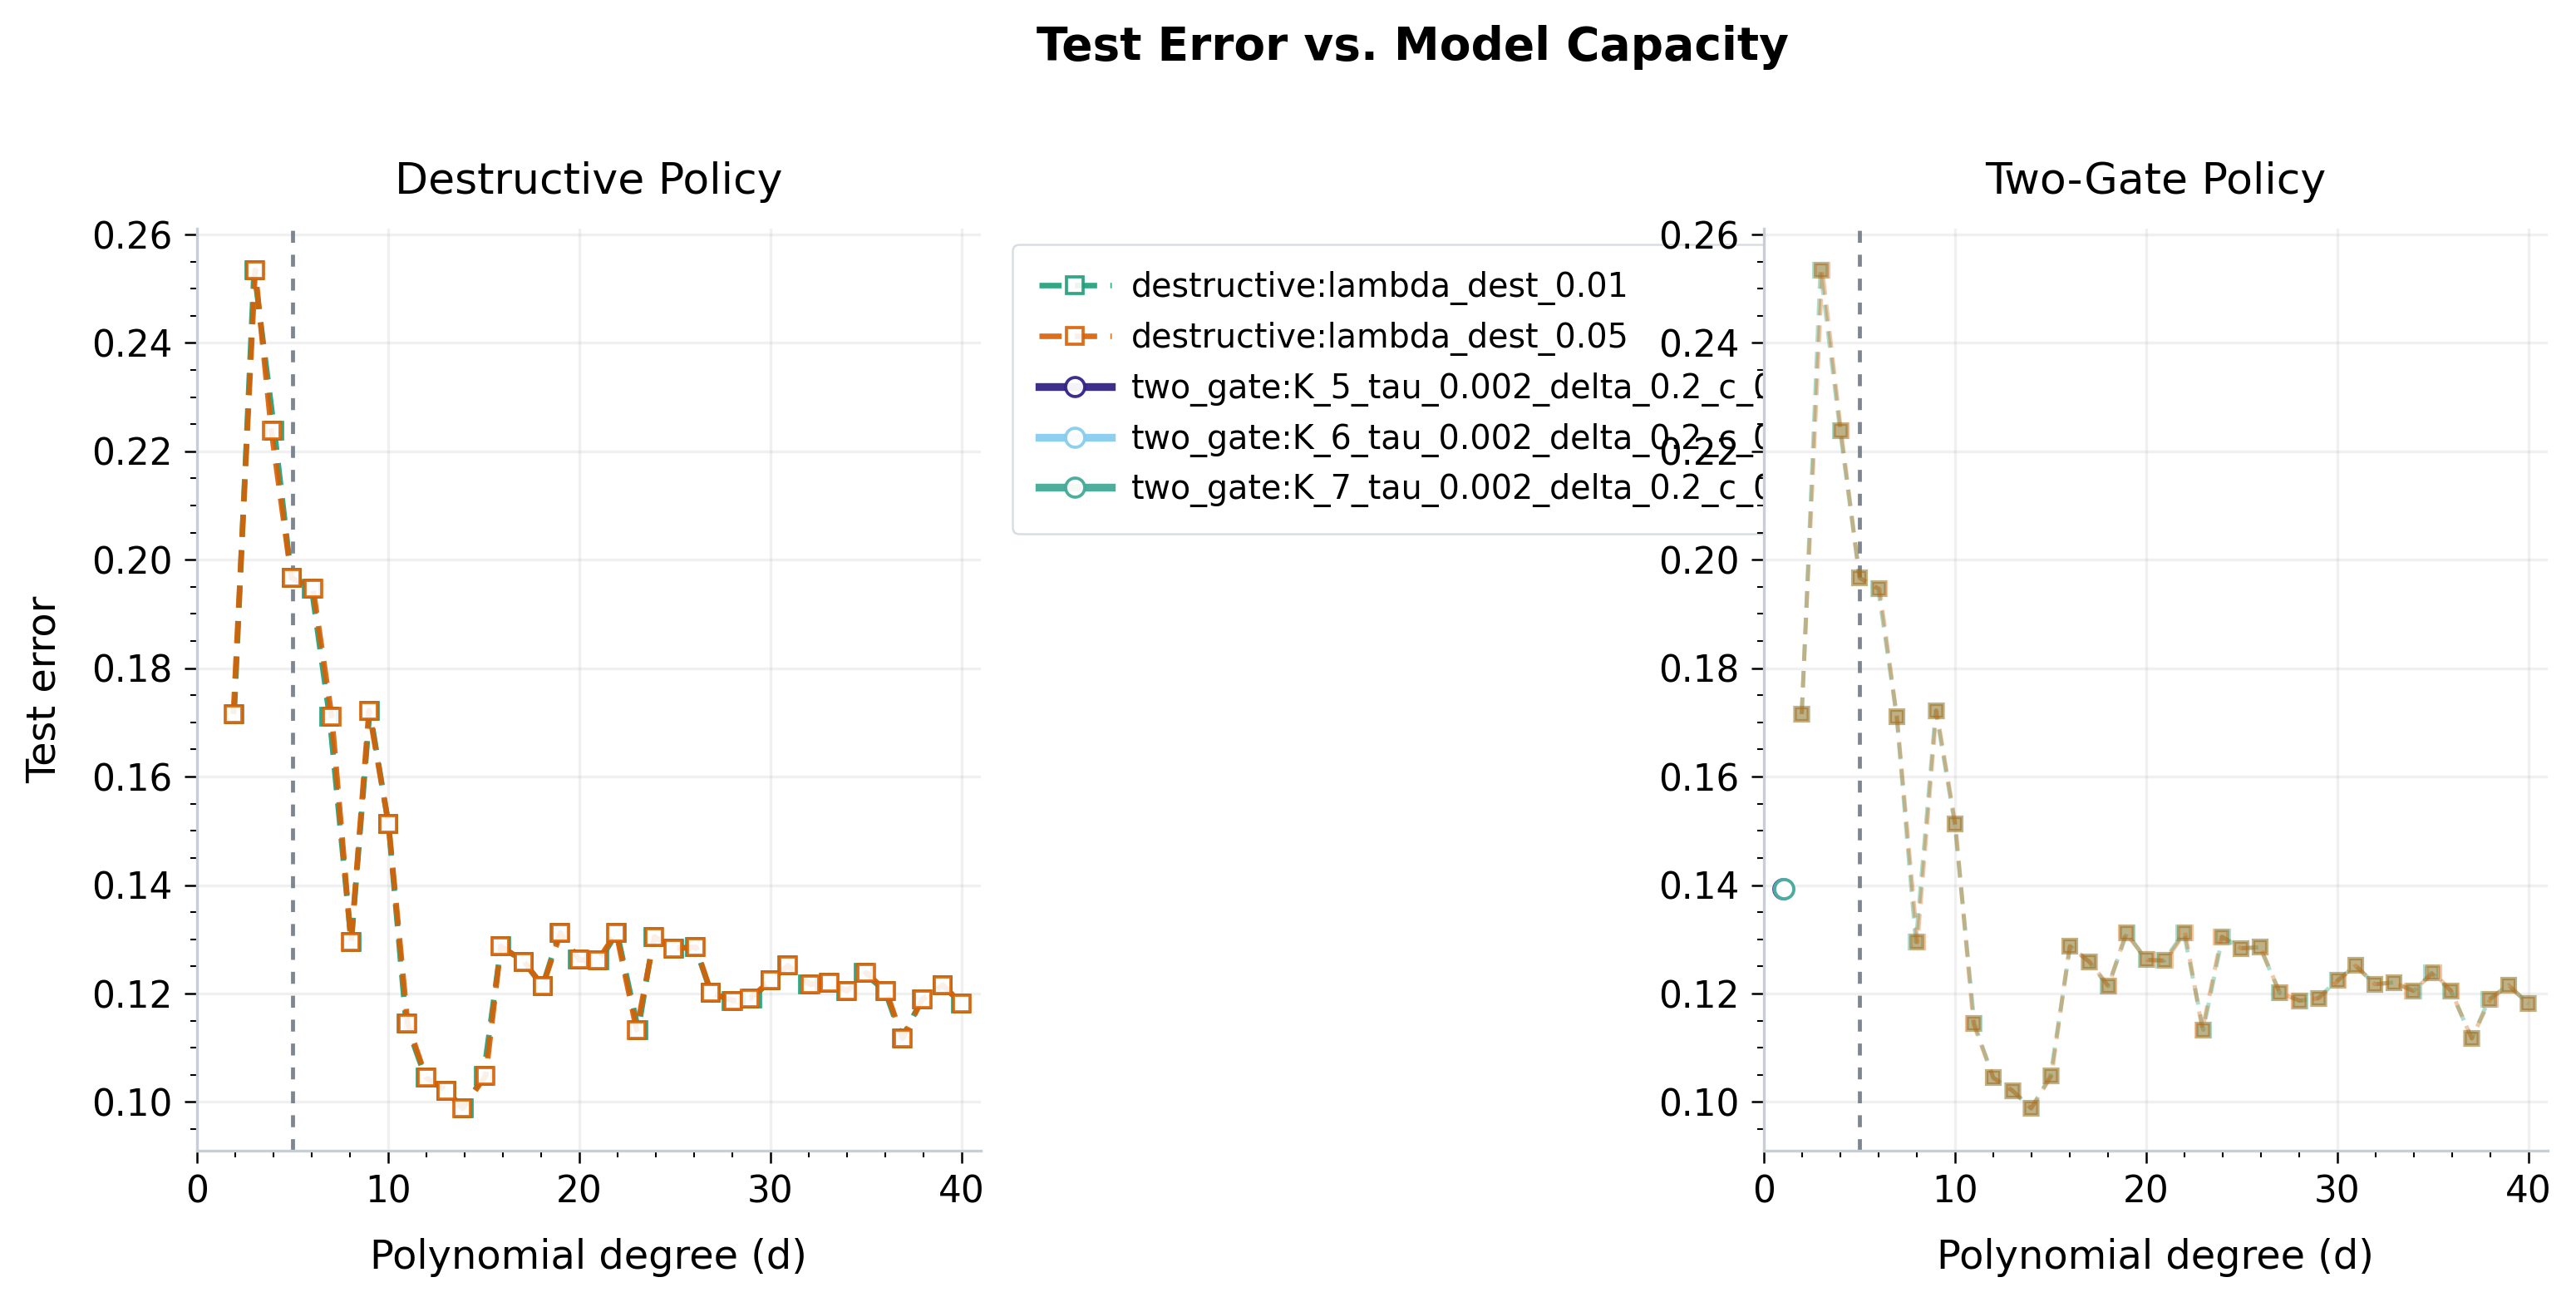 Test Error vs. Model Capacity
Destructive Policy
0.26
0.24
0.22
0.20
0.18
0.16
0.14
0.12
0.10
Test error
0
10
20
30
40
Polynomial degree (d)
destructive:lambda_dest_0.01
destructive:lambda_dest_0.05
two_gate:K_5_tau_0.002_delta_0.2_c_
two_gate:K_6_tau_0.002_delta_0.2_c_
two_gate:K_7_tau_0.002_delta_0.2_c_
Two-Gate Policy
0.26
0.24
0.22
0.20
0.18
0.16
0.14
0.12
0.10
0
10
20
30
40
Polynomial degree (d)